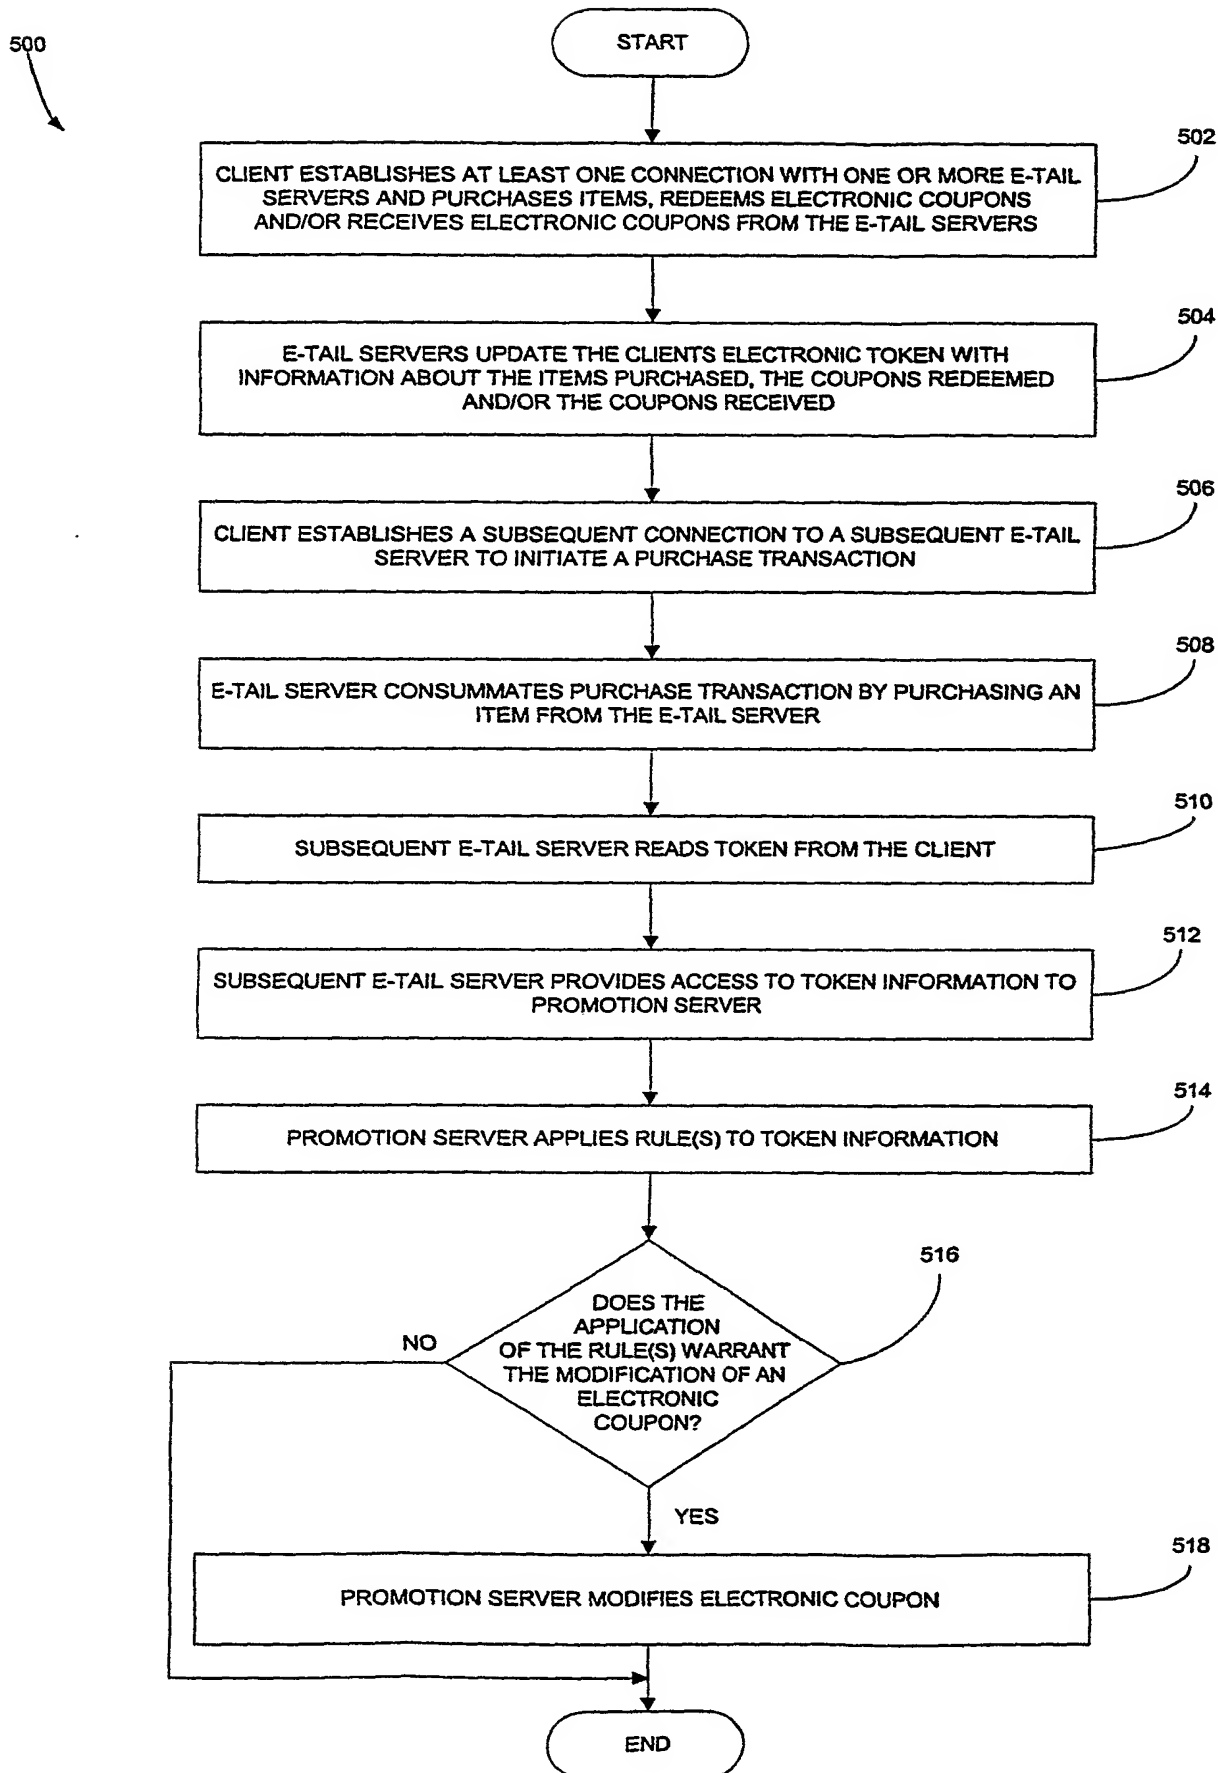 500
START
502
CLIENT ESTABLISHES AT LEAST ONE CONNECTION WITH ONE OR MORE E-TAIL
SERVERS AND PURCHASES ITEMS, REDEEMS ELECTRONIC COUPONS
AND/OR RECEIVES ELECTRONIC COUPONS FROM THE E-TAIL SERVERS
504
E-TAIL SERVERS UPDATE THE CLIENTS ELECTRONIC TOKEN WITH
INFORMATION ABOUT THE ITEMS PURCHASED, THE COUPONS REDEEMED
AND/OR THE COUPONS RECEIVED
506
CLIENT ESTABLISHES A SUBSEQUENT CONNECTION TO A SUBSEQUENT E-TAIL
SERVER TO INITIATE A PURCHASE TRANSACTION
508
E-TAIL SERVER CONSUMMATES PURCHASE TRANSACTION BY PURCHASING AN
ITEM FROM THE E-TAIL SERVER
510
SUBSEQUENT E-TAIL SERVER READS TOKEN FROM THE CLIENT
512
SUBSEQUENT E-TAIL SERVER PROVIDES ACCESS TO TOKEN INFORMATION TO
PROMOTION SERVER
514
PROMOTION SERVER APPLIES RULE(S) TO TOKEN INFORMATION
516
DOES THE
APPLICATION
OF THE RULE(S) WARRANT
THE MODIFICATION OF AN
ELECTRONIC
COUPON?
NO
YES
518
PROMOTION SERVER MODIFIES ELECTRONIC COUPON
END